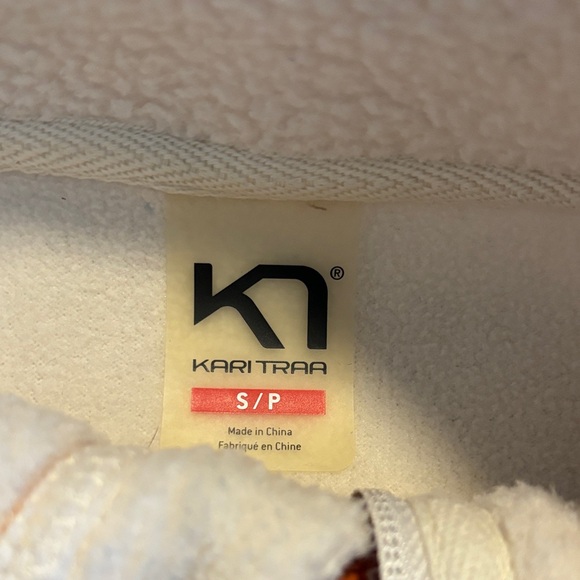 ®
KARI TRAA
S/P
Made in China
Fabriqué en Chine